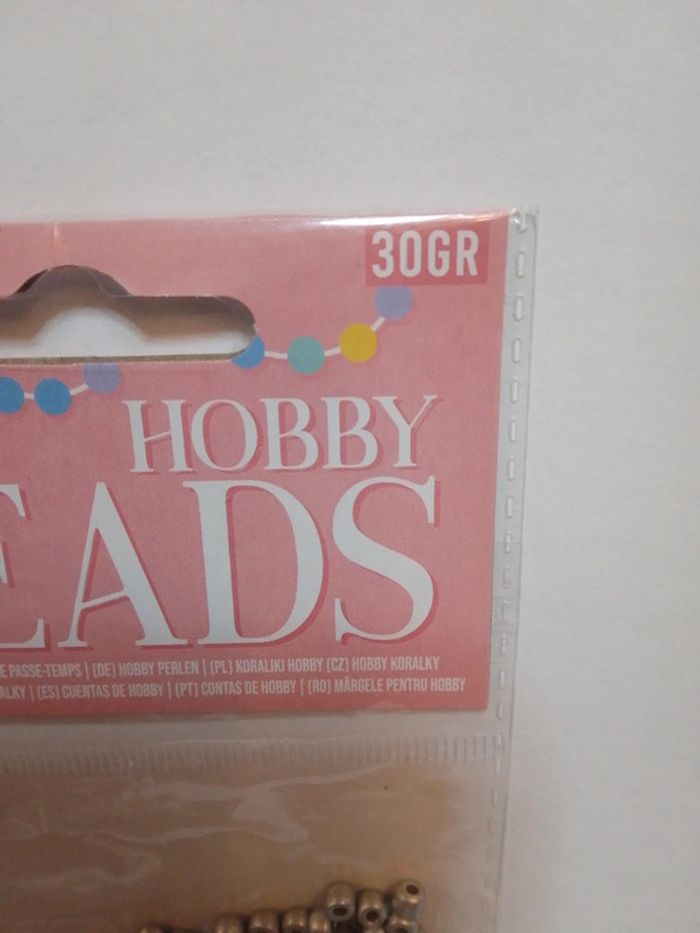 30GR
HOBBY
EADS
E PASSE-TEMPS | (DE) HOBBY PERLEN | (PL) KORALIKI HOBBY (CZ) HOBBY KORALKY
ALKY | (ES) CUENTAS DE HOBBY | (PT) CONTAS DE HOBBY | (RO) MĂRGELE PENTRU HOBBY